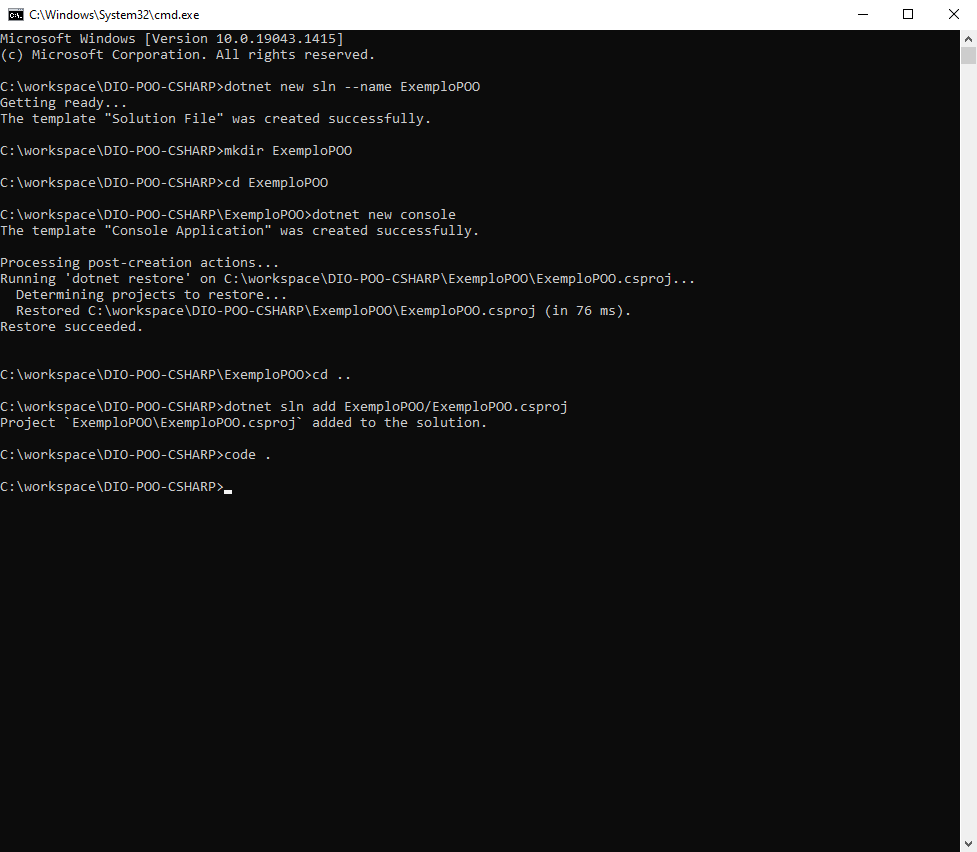 C:\Windows\System32\cmd.exe
Microsoft Windows [Version 10.0.19043.1415]
(c) Microsoft Corporation. All rights reserved.
C:\workspace\DIO-POO-CSHARP>dotnet new sln --name ExemploPOO
Getting ready...
The template "Solution File" was created successfully.
C:\workspace\DIO-POO-CSHARP>mkdir ExemploPOO
C:\workspace\DIO-POO-CSHARP>cd ExemploPOO
C:\workspace\DIO-POO-CSHARP\ExemploPOO>dotnet new console
The template "Console Application" was created successfully.
Processing post-creation actions...
Running 'dotnet restore' on C:\workspace\DIO-POO-CSHARP\ExemploPOO\ExemploPOO.csproj...
  Determining projects to restore...
  Restored C:\workspace\DIO-POO-CSHARP\ExemploPOO\ExemploPOO.csproj (in 76 ms).
Restore succeeded.
C:\workspace\DIO-POO-CSHARP\ExemploPOO>cd ..
C:\workspace\DIO-POO-CSHARP>dotnet sln add ExemploPOO/ExemploPOO.csproj
Project `ExemploPOO\ExemploPOO.csproj` added to the solution.
C:\workspace\DIO-POO-CSHARP>code .
C:\workspace\DIO-POO-CSHARP>